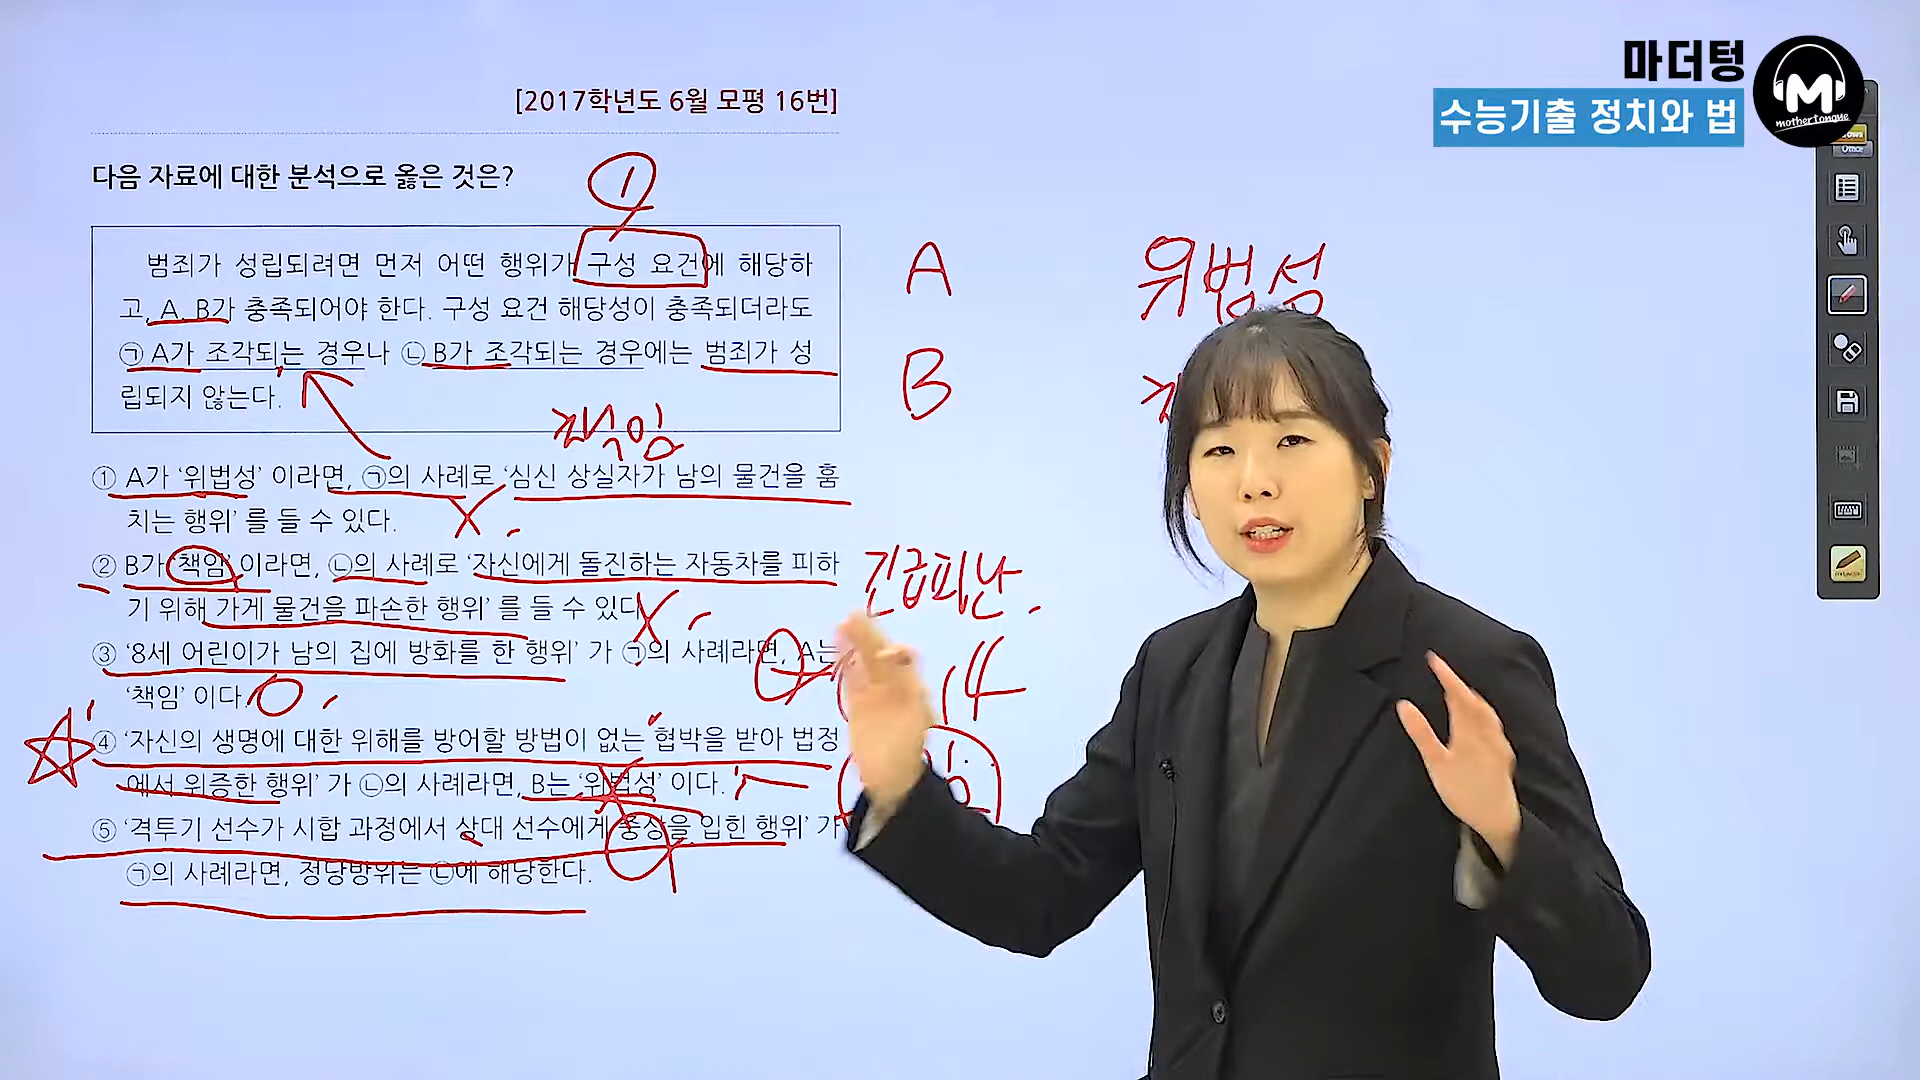 마더텅
수능기출 정치와 법
mothertongue
[2017학년도 6월 모평 16번]
다음 자료에 대한 분석으로 옳은 것은?
1
범죄가 성립되려면 먼저 어떤 행위가 구성 요건에 해당하
고, A, B가 충족되어야 한다. 구성 요건 해당성이 충족되더라도
㉠ A가 조각되는 경우나 ㉡ B가 조각되는 경우에는 범죄가 성
립되지 않는다.
A 위법성
B
책임
① A가 '위법성' 이라면, ㉠의 사례로 '심신 상실자가 남의 물건을 훔
치는 행위' 를 들 수 있다.
② B가 '책임' 이라면, ㉡의 사례로 '자신에게 돌진하는 자동차를 피하
기 위해 가게 물건을 파손한 행위' 를 들 수 있다.
긴급피난
③ '8세 어린이가 남의 집에 방화를 한 행위' 가 ㉠의 사례라면, A는
'책임' 이다.
14
④ '자신의 생명에 대한 위해를 방어할 방법이 없는 협박을 받아 법정
에서 위증한 행위' 가 ㉡의 사례라면, B는 '위법성' 이다.
⑤ '격투기 선수가 시합 과정에서 상대 선수에게 중상을 입힌 행위' 가
㉠의 사례라면, 정당방위는 ㉡에 해당한다.